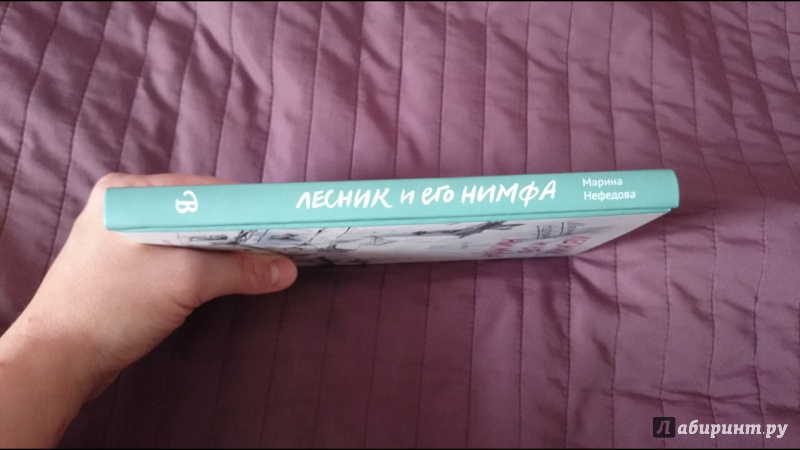 В
ЛЕСНИК И ЕГО НИМФА
Марина
Нефедова
Лабиринт.ру